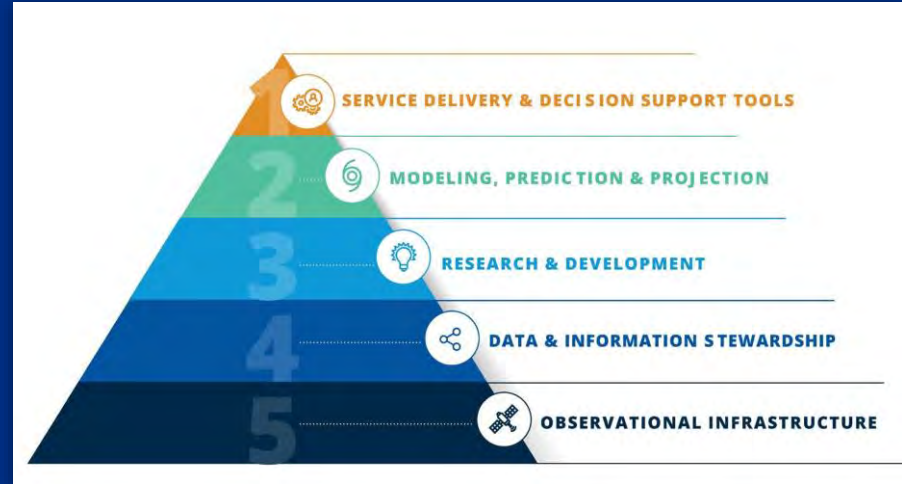 1
SERVICE DELIVERY & DECISION SUPPORT TOOLS
2
MODELING, PREDICTION & PROJECTION
3
RESEARCH & DEVELOPMENT
4
DATA & INFORMATION STEWARDSHIP
5
OBSERVATIONAL INFRASTRUCTURE